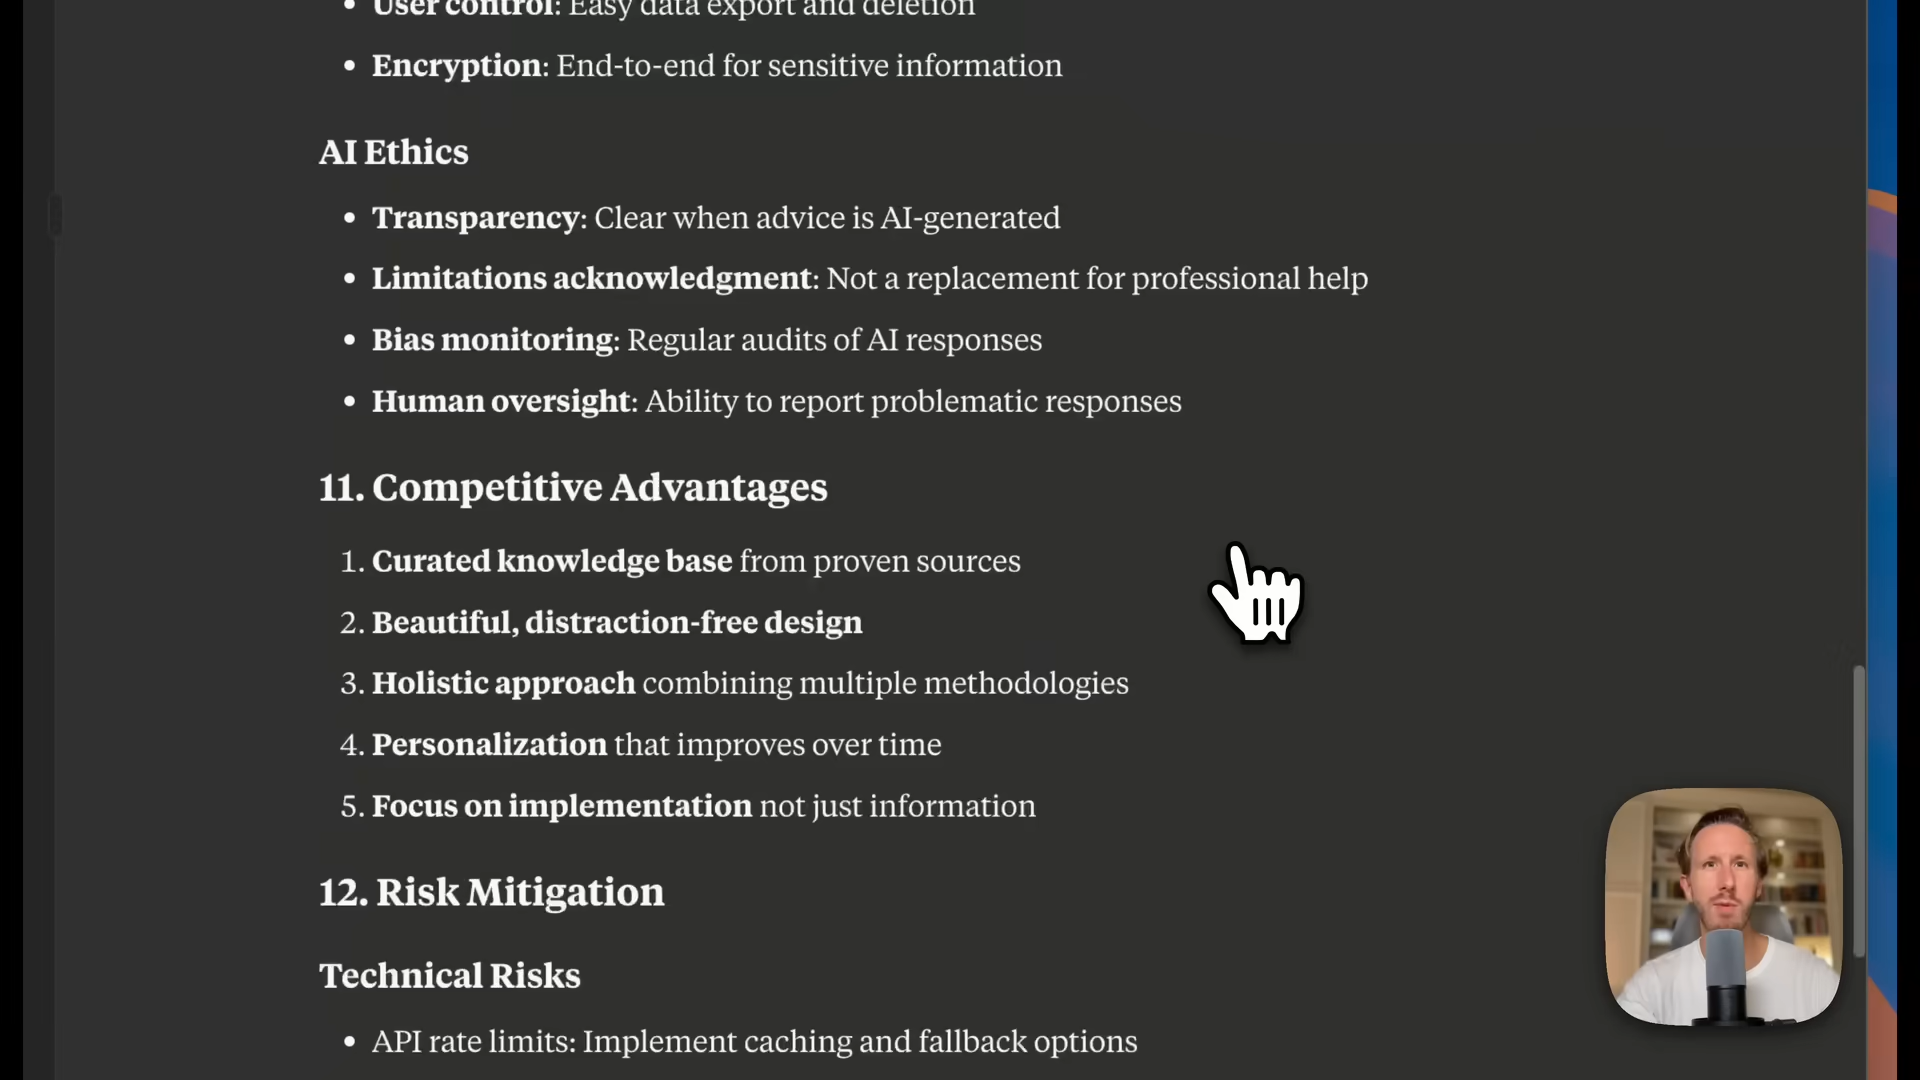 • User control: Easy data export and deletion
• Encryption: End-to-end for sensitive information
AI Ethics
• Transparency: Clear when advice is AI-generated
• Limitations acknowledgment: Not a replacement for professional help
• Bias monitoring: Regular audits of AI responses
• Human oversight: Ability to report problematic responses
11. Competitive Advantages
1. Curated knowledge base from proven sources
2. Beautiful, distraction-free design
3. Holistic approach combining multiple methodologies
4. Personalization that improves over time
5. Focus on implementation not just information
12. Risk Mitigation
Technical Risks
• API rate limits: Implement caching and fallback options